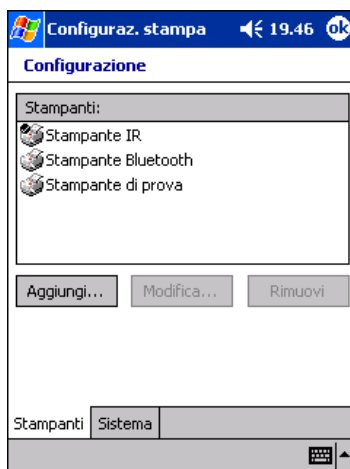 Configuraz. stampa 19.46 ok
Configurazione
Stampanti:
Stampante IR
Stampante Bluetooth
Stampante di prova
Aggiungi... Modifica... Rimuovi
Stampanti Sistema